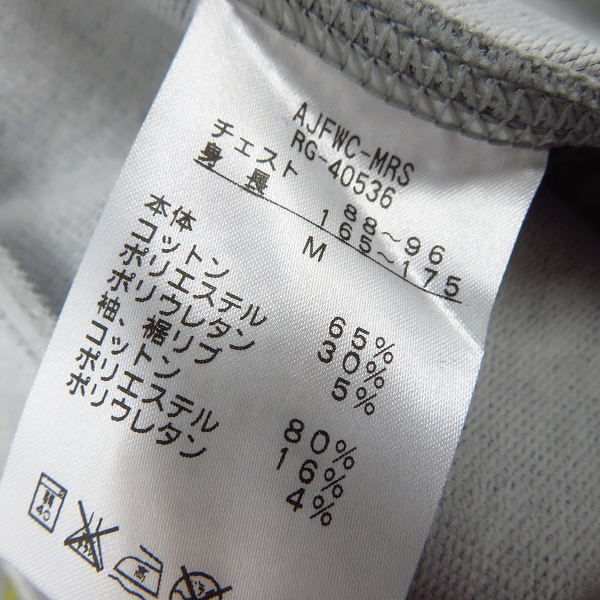 AJFWC-MRS
RG-40536
チェスト 88〜96
身長 165〜175
M
本体
コットン 65%
ポリエステル 30%
ポリウレタン 5%
袖、裾リブ
コットン 80%
ポリエステル 16%
ポリウレタン 4%
弱
40
高